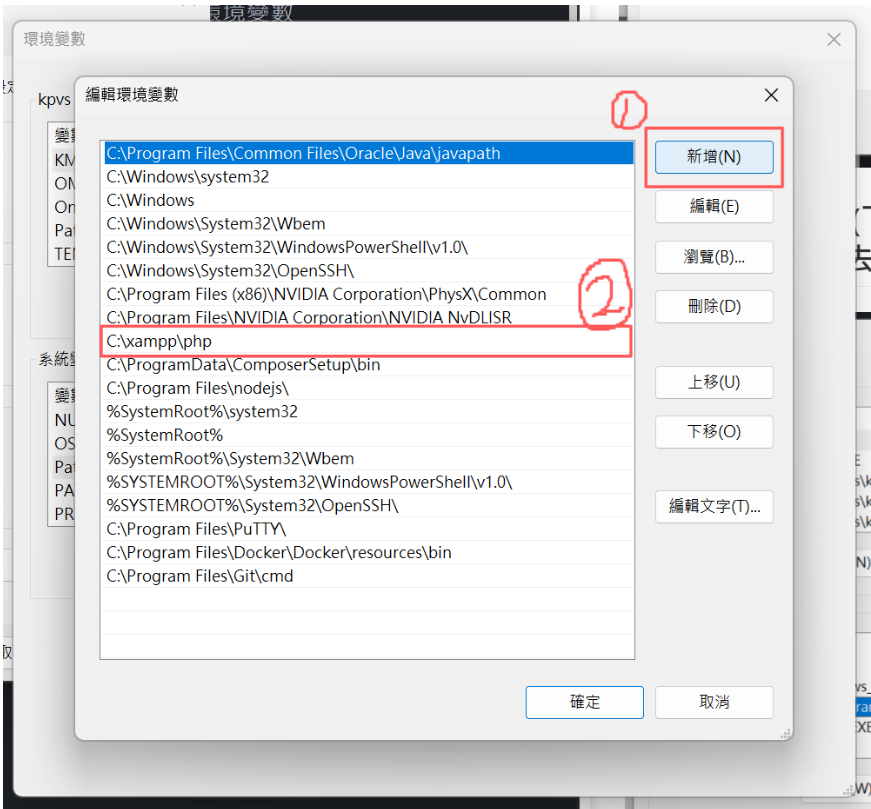 環境變數
環境變數
kpvs
編輯環境變數
1
新增(N)
編輯(E)
瀏覽(B)...
刪除(D)
上移(U)
下移(O)
編輯文字(T)...
C:\Program Files\Common Files\Oracle\Java\javapath
C:\Windows\system32
C:\Windows
C:\Windows\System32\Wbem
C:\Windows\System32\WindowsPowerShell\v1.0\
C:\Windows\System32\OpenSSH\
C:\Program Files (x86)\NVIDIA Corporation\PhysX\Common
C:\Program Files\NVIDIA Corporation\NVIDIA NvDLISR
2
C:\xampp\php
C:\ProgramData\ComposerSetup\bin
C:\Program Files\nodejs\
%SystemRoot%\system32
%SystemRoot%
%SystemRoot%\System32\Wbem
%SYSTEMROOT%\System32\WindowsPowerShell\v1.0\
%SYSTEMROOT%\System32\OpenSSH\
C:\Program Files\PuTTY\
C:\Program Files\Docker\Docker\resources\bin
C:\Program Files\Git\cmd
確定
取消
系統
KM
Pat
TE
NU
OS
Pat
PA
PR